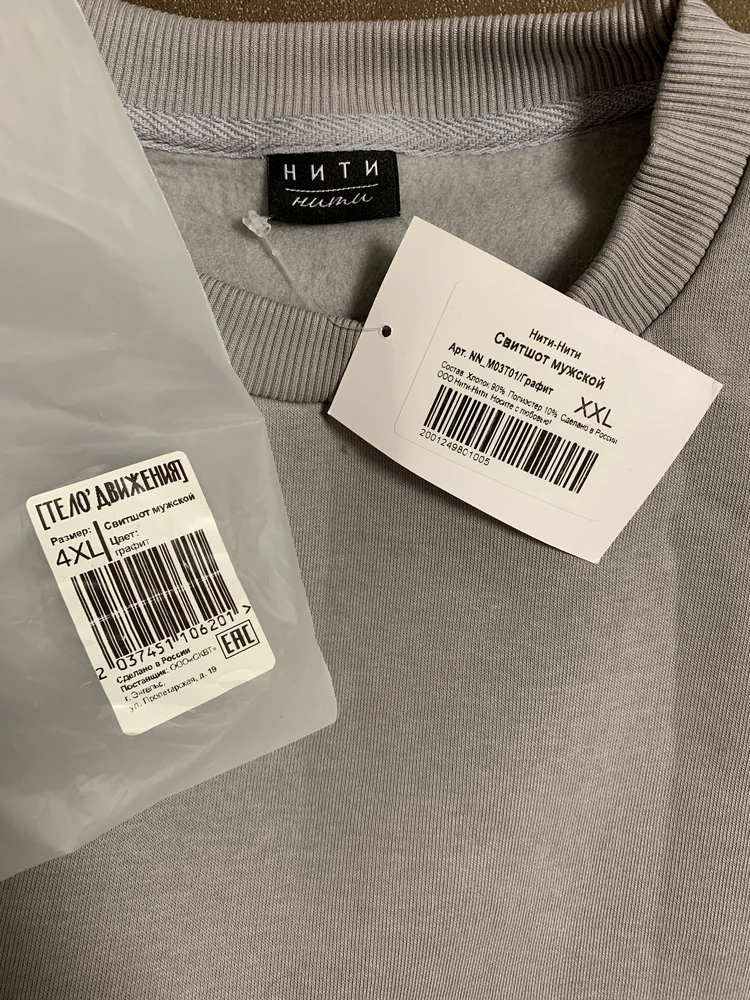 НИТИ
нити
Нити-Нити
Свитшот мужской
Арт. NN_M03T01/Графит
XXL
Состав: Хлопок 90% Полиэстер 10% Сделано в России
ООО Нити-Нити Носите с любовью!
2001249801005
[ТЕЛО' ДВИЖЕНИЯ]
Размер:
4XL
Свитшот мужской
Цвет:
графит
2 037451 106201 >
EAC
Сделано в России
Поставщик: ООО«СКВТ»
г. Энгельс,
ул. Пролетарская, д. 19